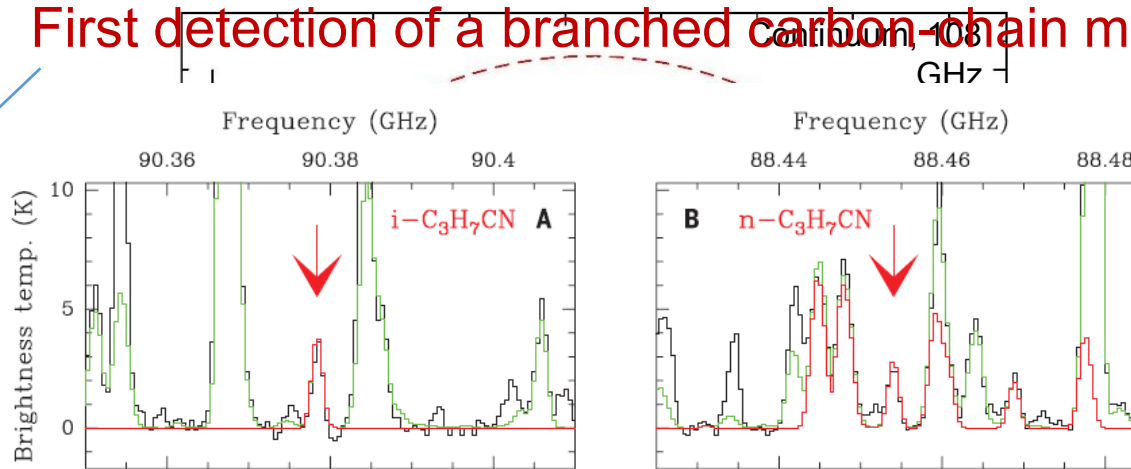 First detection of a branched carbon-chain m
Continuum, 108
GHz
Frequency (GHz)
90.36 90.38 90.4
Brightness temp. (K)
10
5
0
i-C₃H₇CN A
Frequency (GHz)
88.44 88.46 88.48
B n-C₃H₇CN